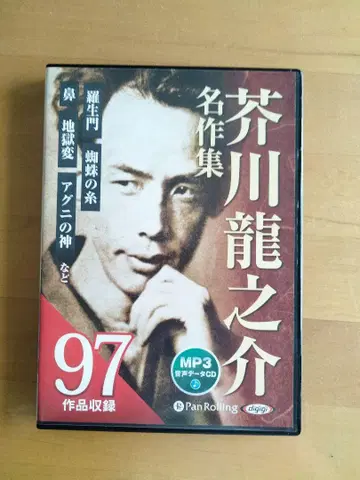 芥川龍之介
名作集
羅生門 蜘蛛の糸
鼻 地獄変 アグニの神 など
97
作品収録
MP3
音声データCD
Pan Rolling
digigi